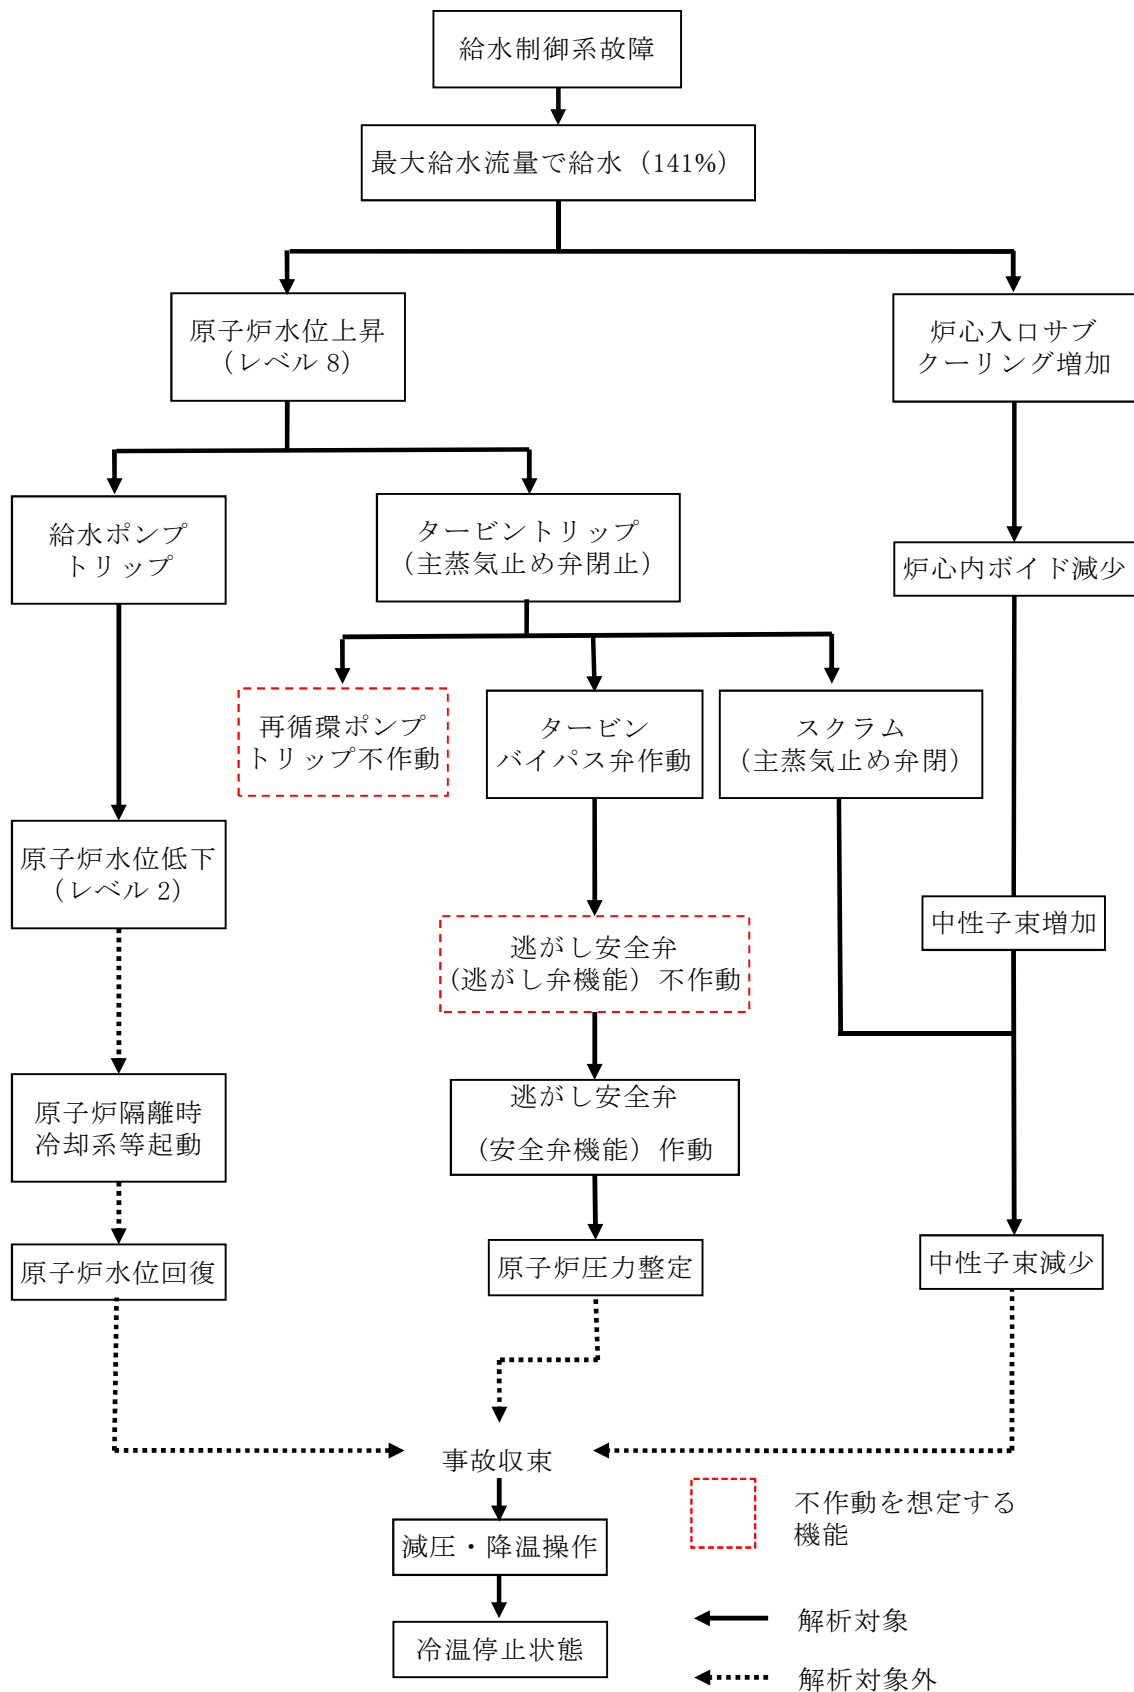 給水制御系故障
最大給水流量で給水（141%）
原子炉水位上昇
（レベル 8）
炉心入口サブ
クーリング増加
給水ポンプ
トリップ
タービントリップ
（主蒸気止め弁閉止）
炉心内ボイド減少
再循環ポンプ
トリップ不作動
タービン
バイパス弁作動
スクラム
（主蒸気止め弁閉）
原子炉水位低下
（レベル 2）
中性子束増加
逃がし安全弁
（逃がし弁機能）不作動
原子炉隔離時
冷却系等起動
逃がし安全弁
（安全弁機能）作動
原子炉水位回復
原子炉圧力整定
中性子束減少
事故収束
減圧・降温操作
冷温停止状態
不作動を想定する
機能
解析対象
解析対象外